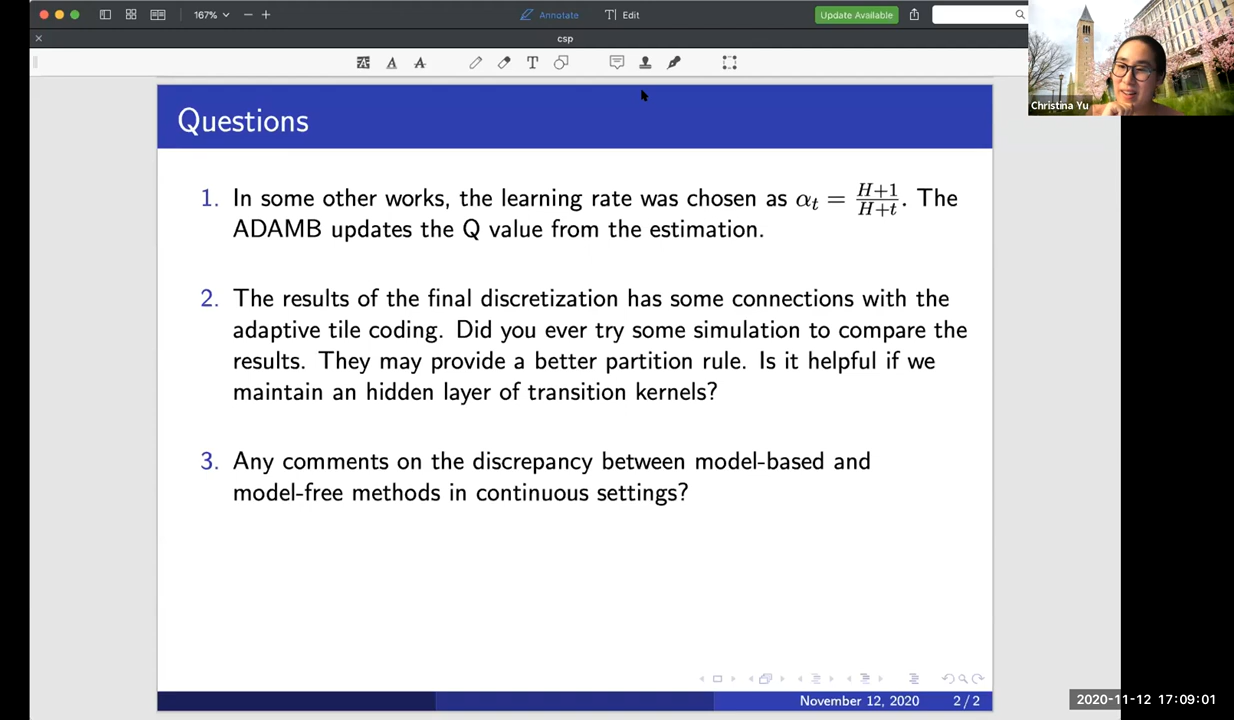 167%
Annotate
Edit
Update Available
csp
Christina Yu
Questions
1. In some other works, the learning rate was chosen as αt = H+1/H+t. The
ADAMB updates the Q value from the estimation.
2. The results of the final discretization has some connections with the
adaptive tile coding. Did you ever try some simulation to compare the
results. They may provide a better partition rule. Is it helpful if we
maintain an hidden layer of transition kernels?
3. Any comments on the discrepancy between model-based and
model-free methods in continuous settings?
November 12, 2020 2/2
2020-11-12 17:09:01